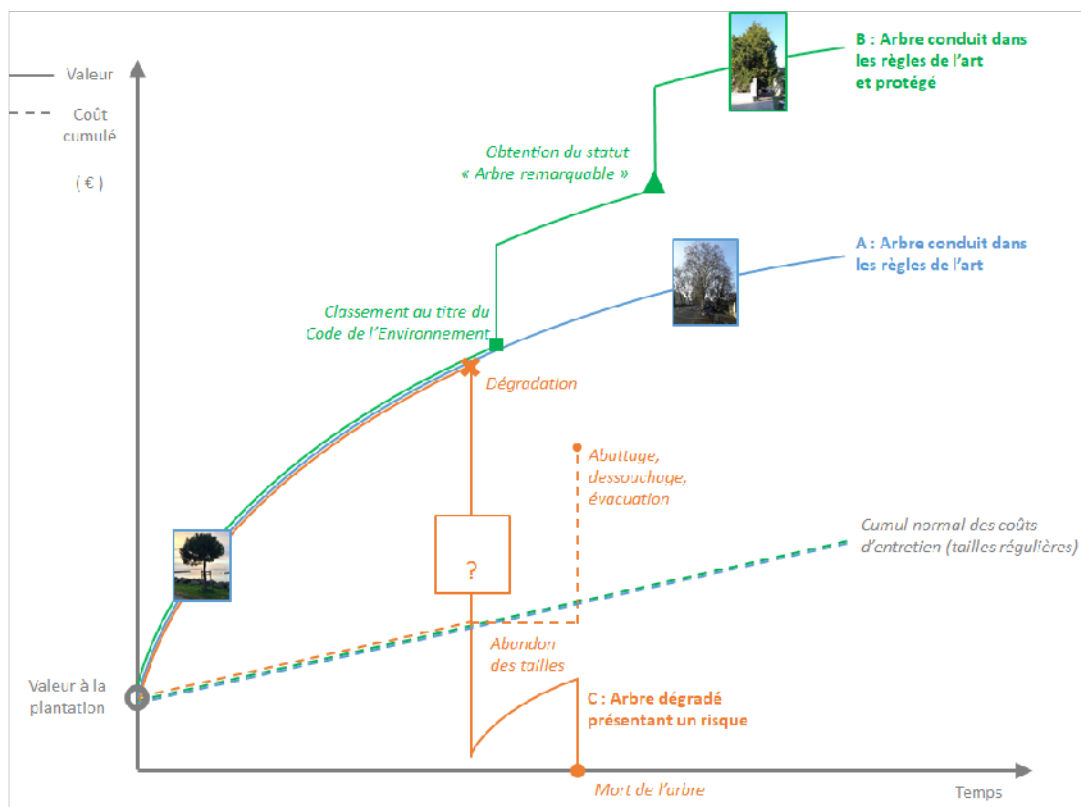 Valeur
Coût
cumulé
( € )
B : Arbre conduit dans
les règles de l’art
et protégé
Obtention du statut
« Arbre remarquable »
A : Arbre conduit dans
les règles de l’art
Classement au titre du
Code de l’Environnement
Dégradation
Abattage,
dessouchage,
évacuation
?
Cumul normal des coûts
d’entretien (tailles régulières)
Abandon
des tailles
Valeur à la
plantation
C : Arbre dégradé
présentant un risque
Mort de l’arbre
Temps